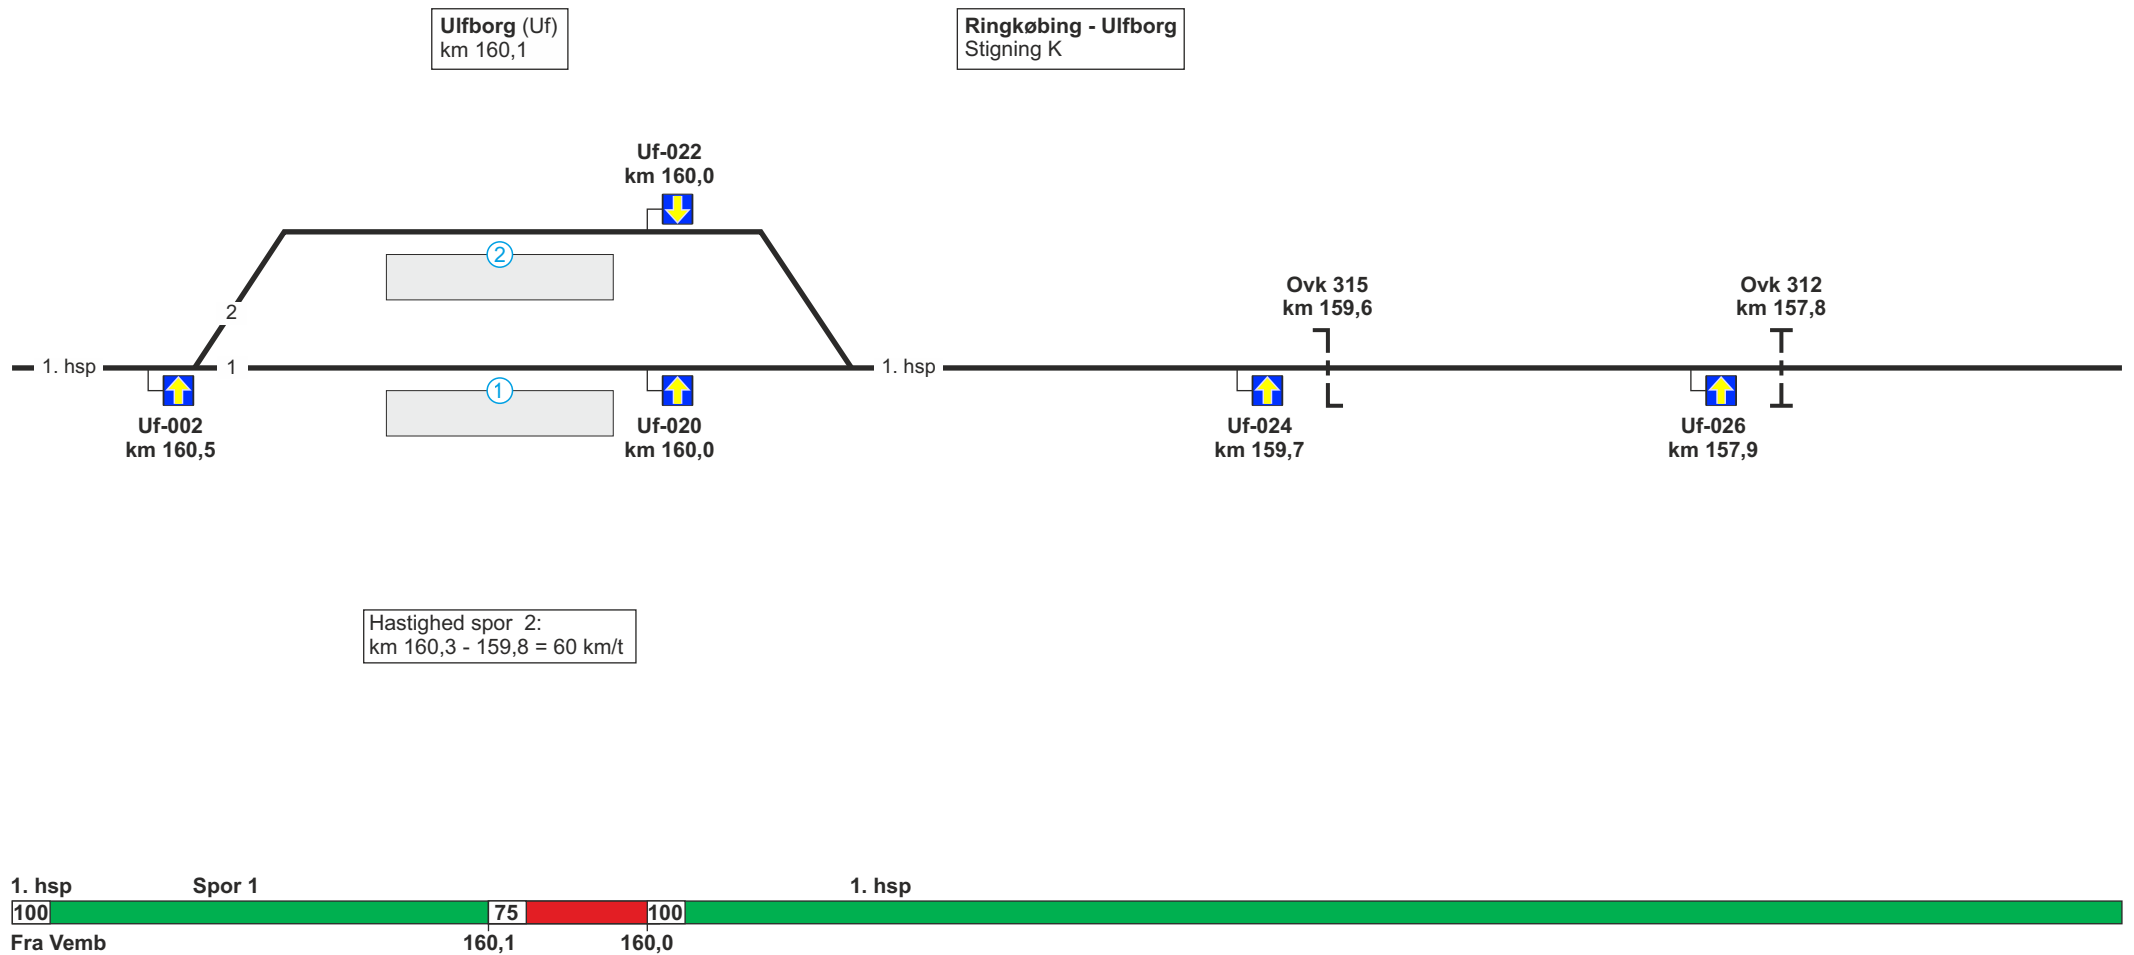 Ulfborg (Uf)
km 160,1
Ringkøbing - Ulfborg
Stigning K
Uf-022
km 160,0
2
Ovk 315
km 159,6
Ovk 312
km 157,8
2
1. hsp
1
1. hsp
1
Uf-002
km 160,5
Uf-020
km 160,0
Uf-024
km 159,7
Uf-026
km 157,9
Hastighed spor 2:
km 160,3 - 159,8 = 60 km/t
1. hsp
Spor 1
1. hsp
100
75
100
Fra Vemb
160,1
160,0